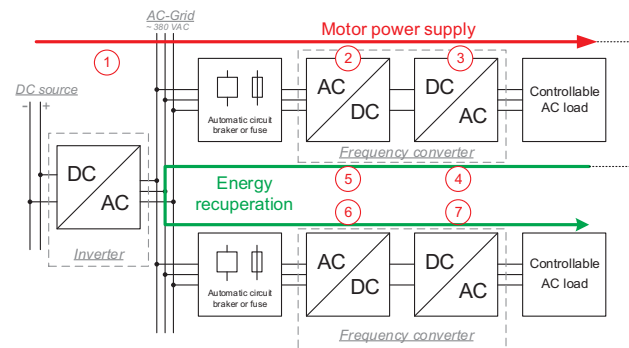 AC-Grid
~ 380 VAC
Motor power supply
1
2
3
DC source
- +
AC
DC
DC
AC
Controllable
AC load
Automatic circuit
braker or fuse
Frequency converter
DC
AC
Inverter
Energy
recuperation
5
4
6
7
AC
DC
DC
AC
Controllable
AC load
Automatic circuit
braker or fuse
Frequency converter